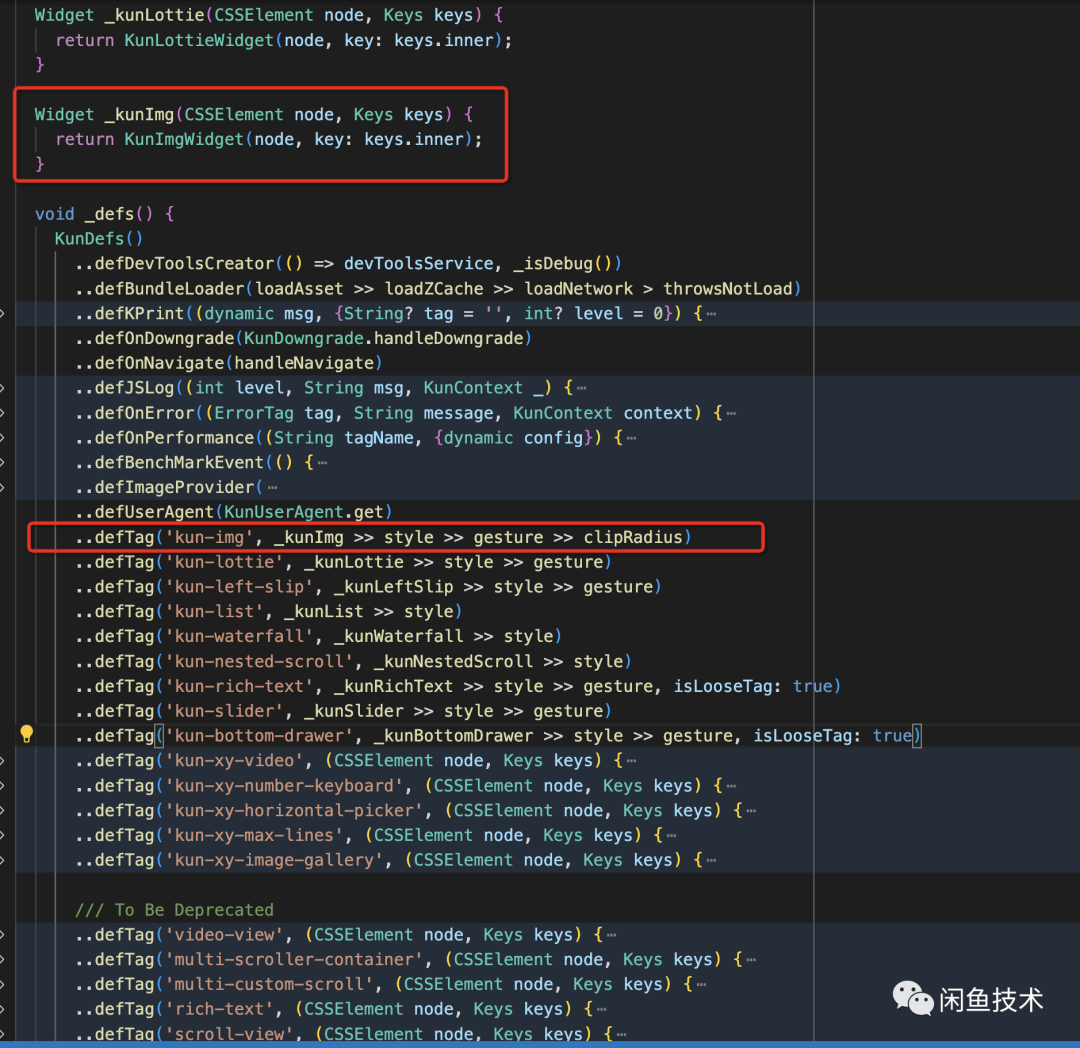 Widget _kunLottie(CSSElement node, Keys keys) {
return KunLottieWidget(node, key: keys.inner);
}
Widget _kunImg(CSSElement node, Keys keys) {
return KunImgWidget(node, key: keys.inner);
}
void _defs() {
KunDefs()
..defDevToolsCreator(() => devToolsService, _isDebug())
..defBundleLoader(loadAsset >> loadZCache >> loadNetwork > throwsNotLoad)
..defKPrint((dynamic msg, {String? tag = '', int? level = 0}) {⋯
..defOnDowngrade(KunDowngrade.handleDowngrade)
..defOnNavigate(handleNavigate)
..defJSLog((int level, String msg, KunContext _) {⋯
..defOnError((ErrorTag tag, String message, KunContext context) {⋯
..defOnPerformance((String tagName, {dynamic config}) {⋯
..defBenchMarkEvent(() {⋯
..defImageProvider(⋯
..defUserAgent(KunUserAgent.get)
..defTag('kun-img', _kunImg >> style >> gesture >> clipRadius)
..defTag('kun-lottie', _kunLottie >> style >> gesture)
..defTag('kun-left-slip', _kunLeftSlip >> style >> gesture)
..defTag('kun-list', _kunList >> style)
..defTag('kun-waterfall', _kunWaterfall >> style)
..defTag('kun-nested-scroll', _kunNestedScroll >> style)
..defTag('kun-rich-text', _kunRichText >> style >> gesture, isLooseTag: true)
..defTag('kun-slider', _kunSlider >> style >> gesture)
..defTag('kun-bottom-drawer', _kunBottomDrawer >> style >> gesture, isLooseTag: true)
..defTag('kun-xy-video', (CSSElement node, Keys keys) {⋯
..defTag('kun-xy-number-keyboard', (CSSElement node, Keys keys) {⋯
..defTag('kun-xy-horizontal-picker', (CSSElement node, Keys keys) {⋯
..defTag('kun-xy-max-lines', (CSSElement node, Keys keys) {⋯
..defTag('kun-xy-image-gallery', (CSSElement node, Keys keys) {⋯
/// To Be Deprecated
..defTag('video-view', (CSSElement node, Keys keys) {⋯
..defTag('multi-scroller-container', (CSSElement node, Keys keys) {⋯
..defTag('multi-custom-scroll', (CSSElement node, Keys keys) {⋯
..defTag('rich-text', (CSSElement node, Keys keys) {⋯
..defTag('scroll-view', (CSSElement node, Keys keys) {⋯
闲鱼技术